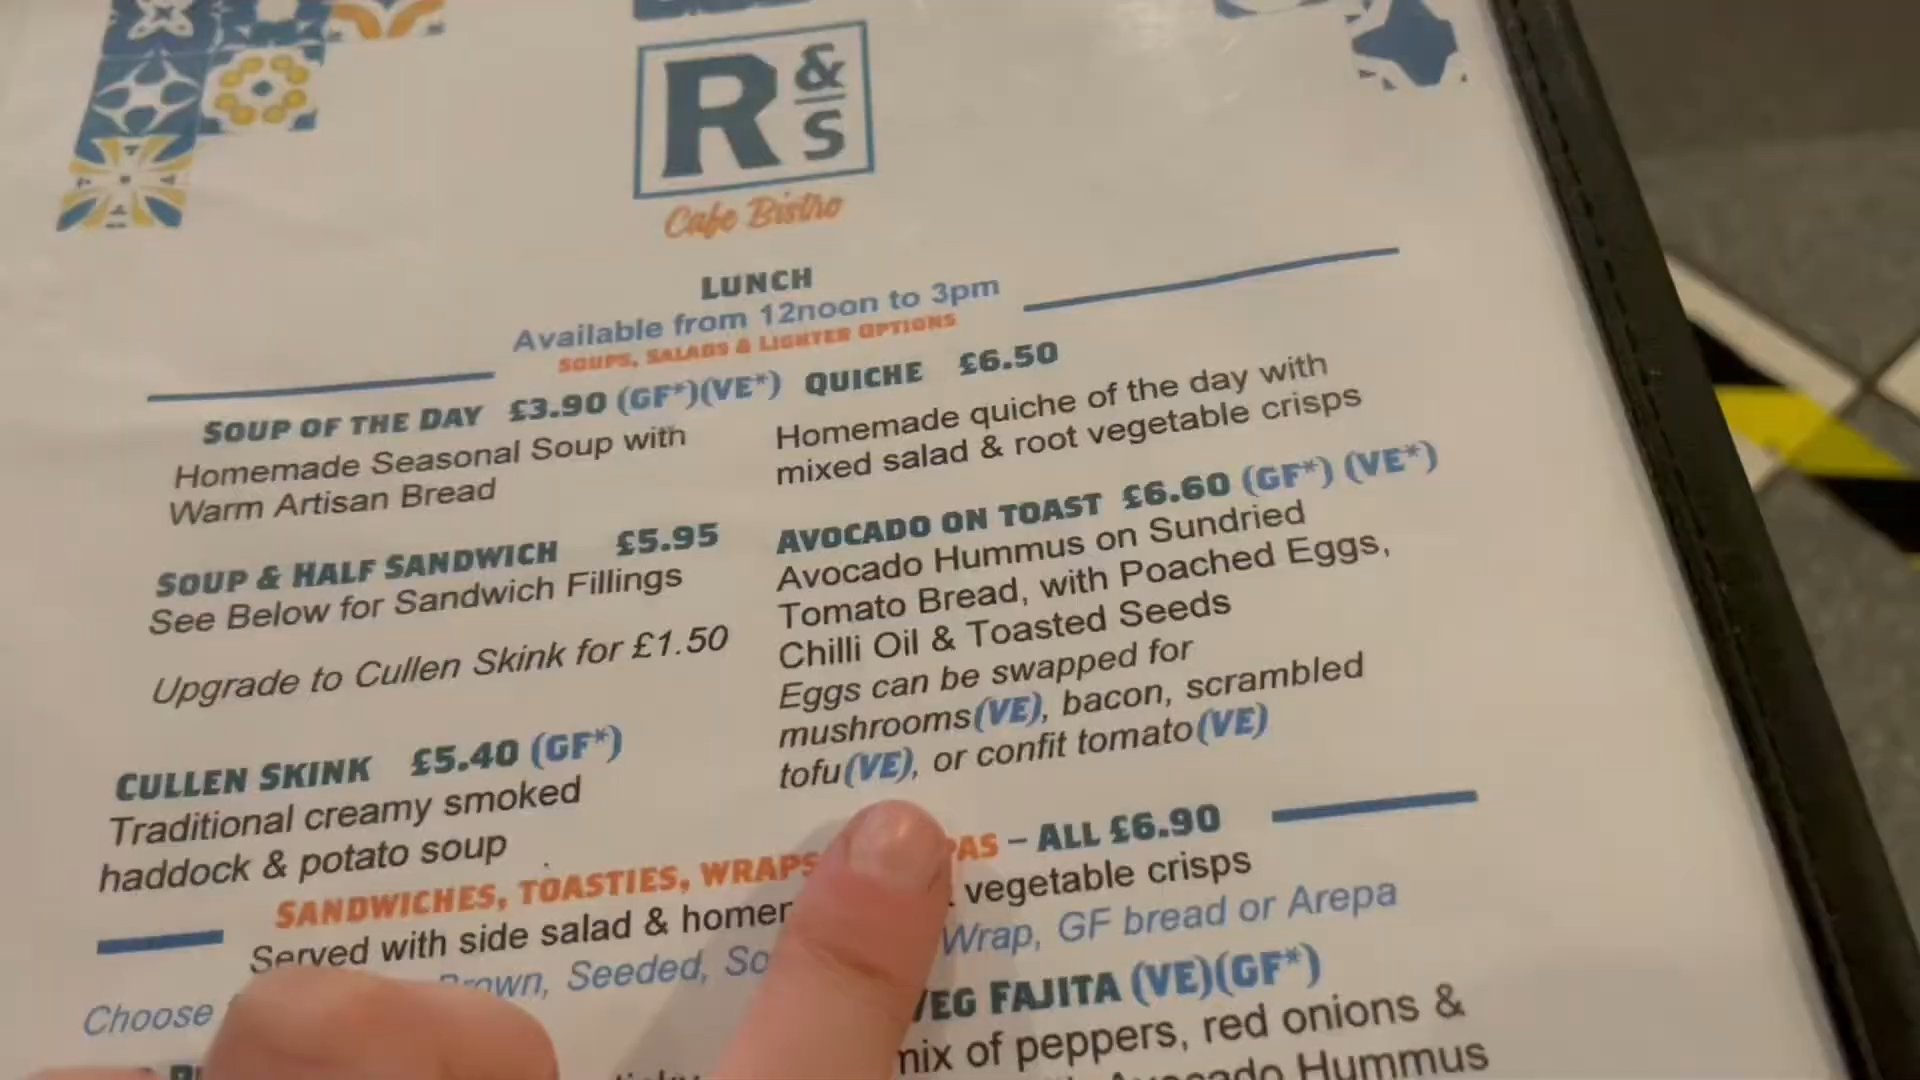 R & S
Cafe Bistro
LUNCH
Available from 12noon to 3pm
SOUPS, SALADS & LIGHTER OPTIONS
SOUP OF THE DAY £3.90 (GF*)(VE*)
Homemade Seasonal Soup with
Warm Artisan Bread
SOUP & HALF SANDWICH £5.95
See Below for Sandwich Fillings
Upgrade to Cullen Skink for £1.50
CULLEN SKINK £5.40 (GF*)
Traditional creamy smoked
haddock & potato soup
QUICHE £6.50
Homemade quiche of the day with
mixed salad & root vegetable crisps
AVOCADO ON TOAST £6.60 (GF*) (VE*)
Avocado Hummus on Sundried
Tomato Bread, with Poached Eggs,
Chilli Oil & Toasted Seeds
Eggs can be swapped for
mushrooms(VE), bacon, scrambled
tofu(VE), or confit tomato(VE)
SANDWICHES, TOASTIES, WRAPS – ALL £6.90
Served with side salad & vegetable crisps
Choose Seeded, Wrap, GF bread or Arepa
VEG FAJITA (VE)(GF*)
mix of peppers, red onions &
Avocado Hummus